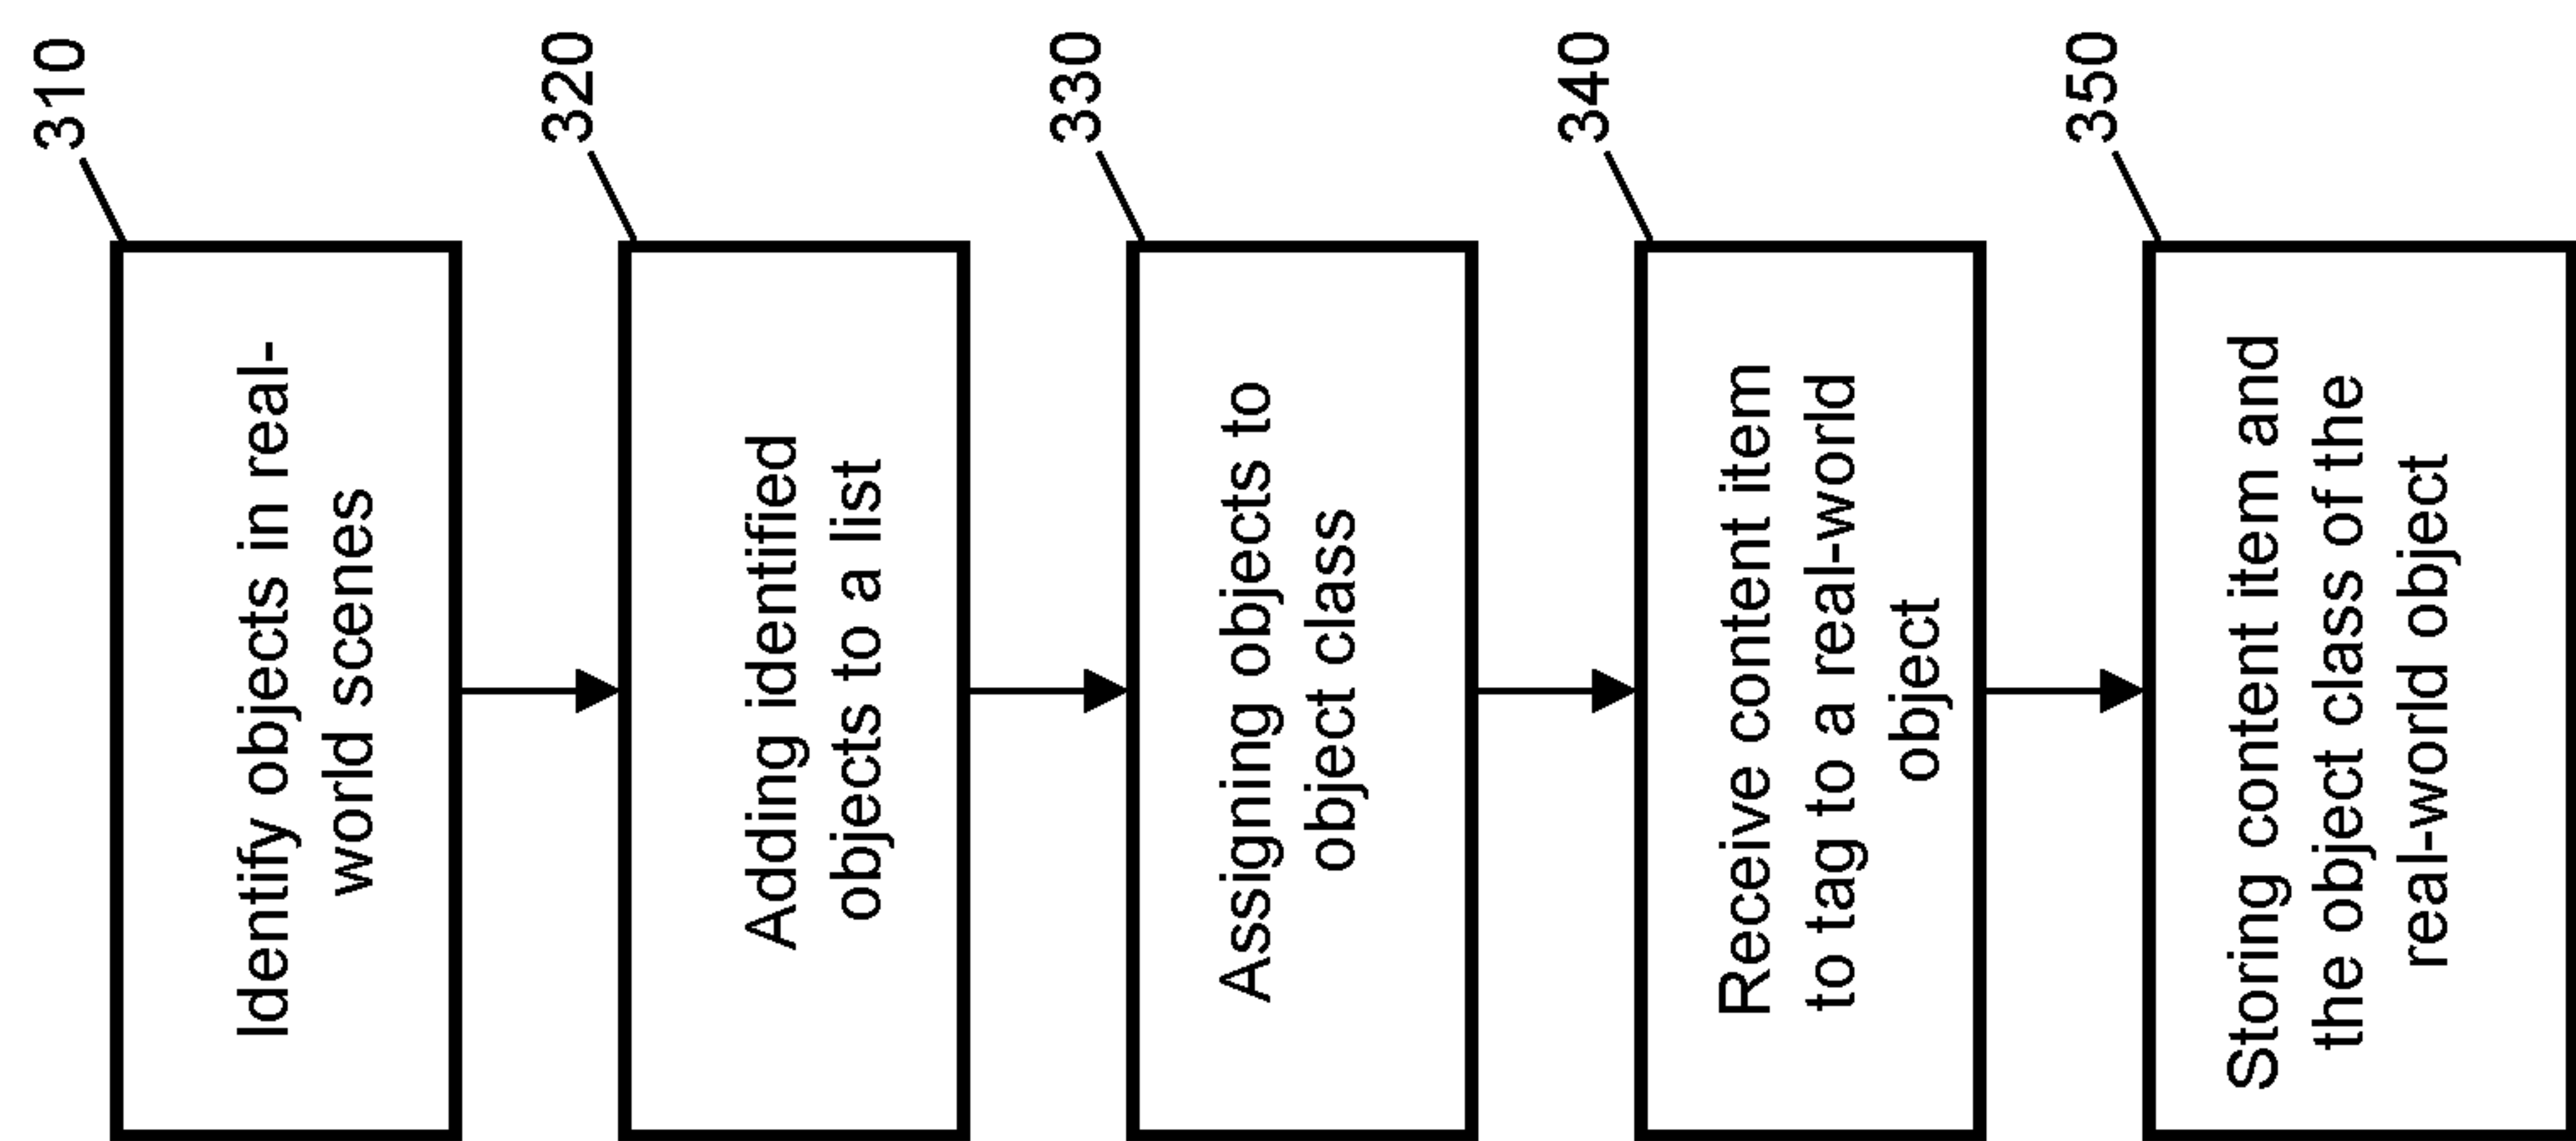 310
Identify objects in real-
world scenes
320
Adding identified
objects to a list
330
Assigning objects to
object class
340
Receive content item
to tag to a real-world
object
350
Storing content item and
the object class of the
real-world object